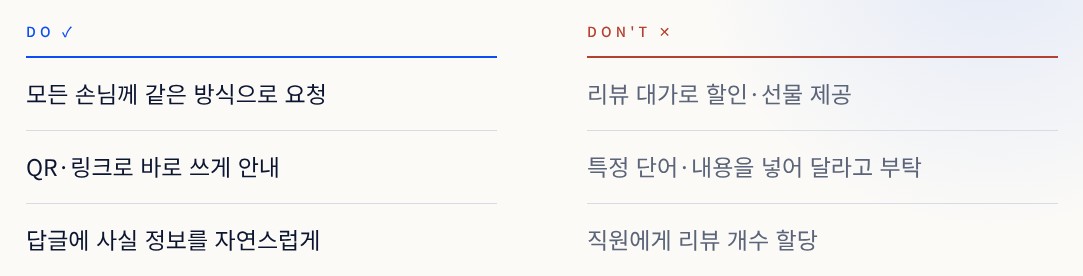 DO ✓
모든 손님께 같은 방식으로 요청
QR·링크로 바로 쓰게 안내
답글에 사실 정보를 자연스럽게
DON'T ✕
리뷰 대가로 할인·선물 제공
특정 단어·내용을 넣어 달라고 부탁
직원에게 리뷰 개수 할당